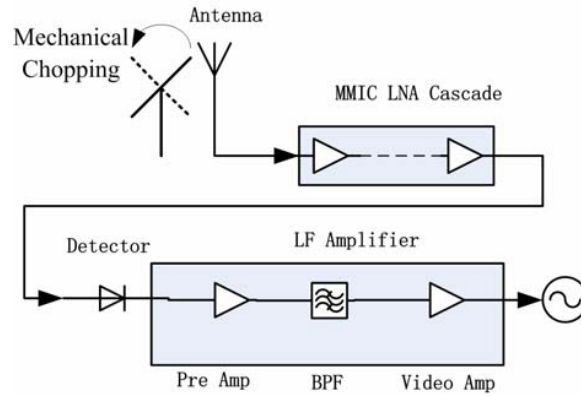 Antenna
Mechanical
Chopping
MMIC LNA Cascade
Detector
LF Amplifier
Pre Amp
BPF
Video Amp